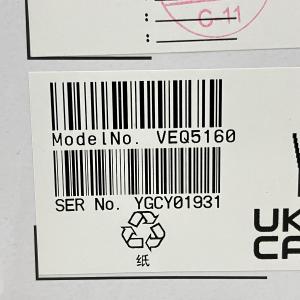 C 11
ModelNo. VEQ5160
SER No. YGCY01931
纸
UK
CA